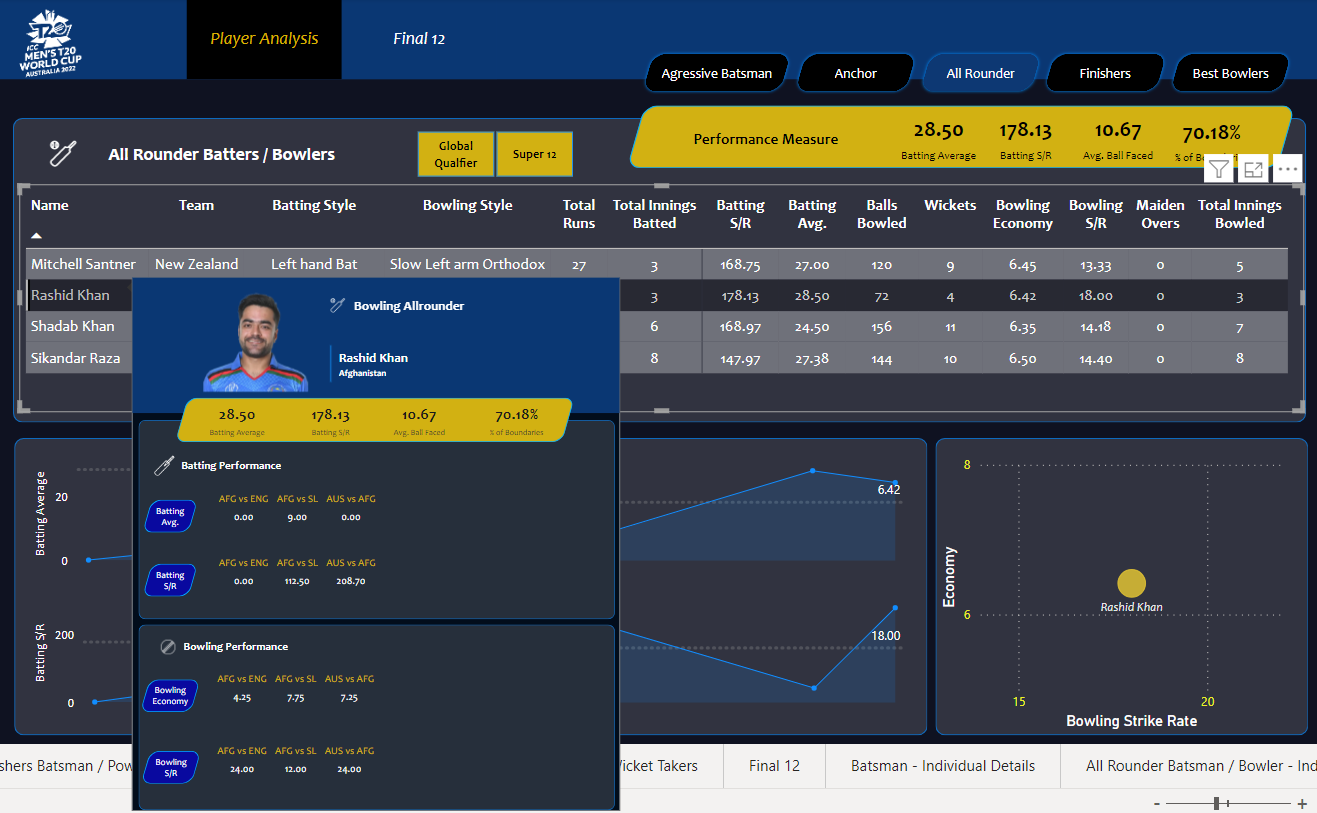 ICC
MEN'S T20
WORLD CUP
AUSTRALIA 2022
Player Analysis
Final 12
Agressive Batsman
Anchor
All Rounder
Finishers
Best Bowlers
All Rounder Batters / Bowlers
Global
Qualfier
Super 12
Performance Measure
28.50
Batting Average
178.13
Batting S/R
10.67
Avg. Ball Faced
70.18%
% of Boundaries
Name Team Batting Style Bowling Style Total Runs Total Innings Batted Batting S/R Batting Avg. Balls Bowled Wickets Bowling Economy Bowling S/R Maiden Overs Total Innings Bowled
Mitchell Santner New Zealand Left hand Bat Slow Left arm Orthodox 27 3 168.75 27.00 120 9 6.45 13.33 0 5
Rashid Khan 3 178.13 28.50 72 4 6.42 18.00 0 3
Shadab Khan 6 168.97 24.50 156 11 6.35 14.18 0 7
Sikandar Raza 8 147.97 27.38 144 10 6.50 14.40 0 8
Bowling Allrounder
Rashid Khan
Afghanistan
28.50 178.13 10.67 70.18%
Batting Average Batting S/R Avg. Ball Faced % of Boundaries
Batting Performance
Batting
Avg.
AFG vs ENG AFG vs SL AUS vs AFG
0.00 9.00 0.00
Batting
S/R
AFG vs ENG AFG vs SL AUS vs AFG
0.00 112.50 208.70
Bowling Performance
Bowling
Economy
AFG vs ENG AFG vs SL AUS vs AFG
4.25 7.75 7.25
Bowling
S/R
AFG vs ENG AFG vs SL AUS vs AFG
24.00 12.00 24.00
Batting Average
20
0
Batting S/R
200
0
6.42
18.00
8
6
Economy
Rashid Khan
15 20
Bowling Strike Rate
shers Batsman / Pow
Wicket Takers
Final 12
Batsman - Individual Details
All Rounder Batsman / Bowler - Ind
- +